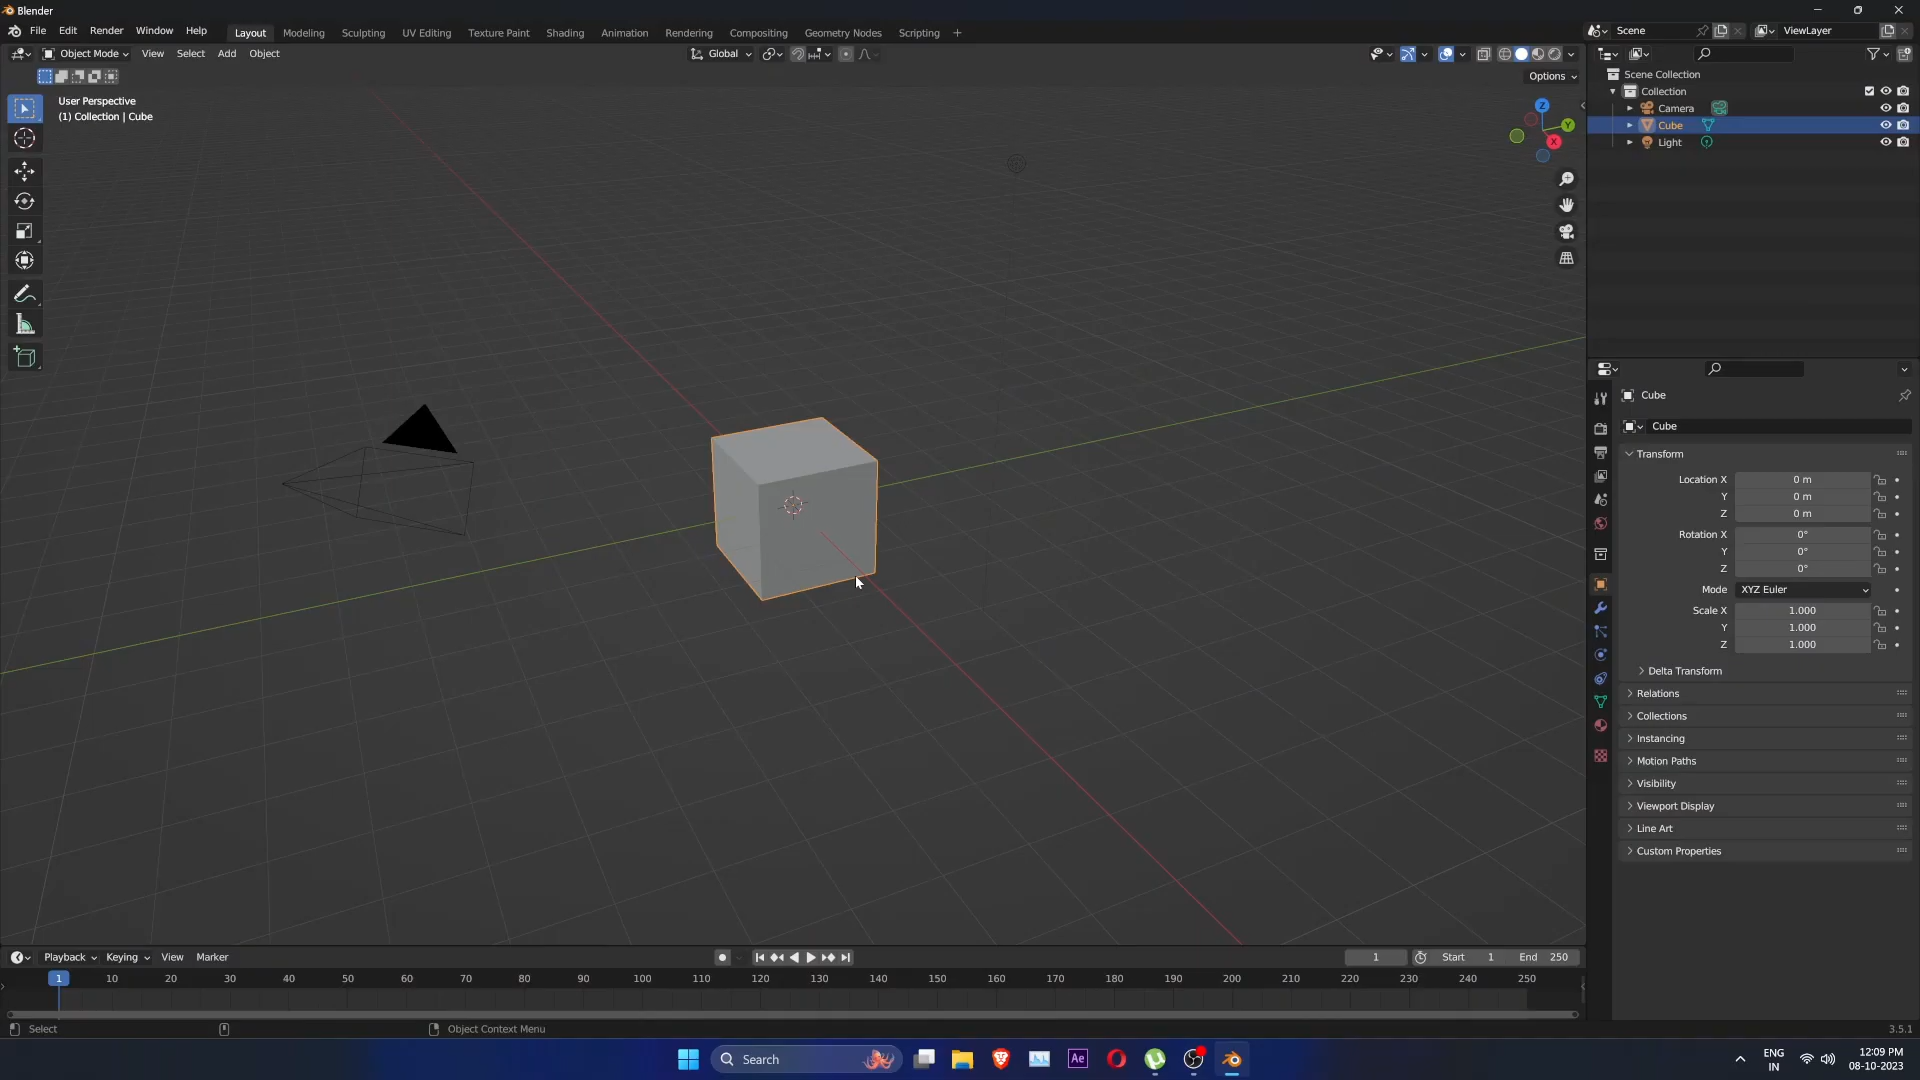 Blender
File Edit Render Window Help Layout Modeling Sculpting UV Editing Texture Paint Shading Animation Rendering Compositing Geometry Nodes Scripting + Scene ViewLayer
Object Mode View Select Add Object Global
Options
User Perspective
(1) Collection | Cube
Z
Y
X
Scene Collection
Collection
Camera
Cube
Light
Cube
Cube
Transform
Location X 0 m
Y 0 m
Z 0 m
Rotation X 0°
Y 0°
Z 0°
Mode XYZ Euler
Scale X 1.000
Y 1.000
Z 1.000
Delta Transform
Relations
Collections
Instancing
Motion Paths
Visibility
Viewport Display
Line Art
Custom Properties
Playback Keying View Marker 1 Start 1 End 250
1 10 20 30 40 50 60 70 80 90 100 110 120 130 140 150 160 170 180 190 200 210 220 230 240 250
Select Object Context Menu 3.5.1
Search Ae ENG IN 12:09 PM 08-10-2023